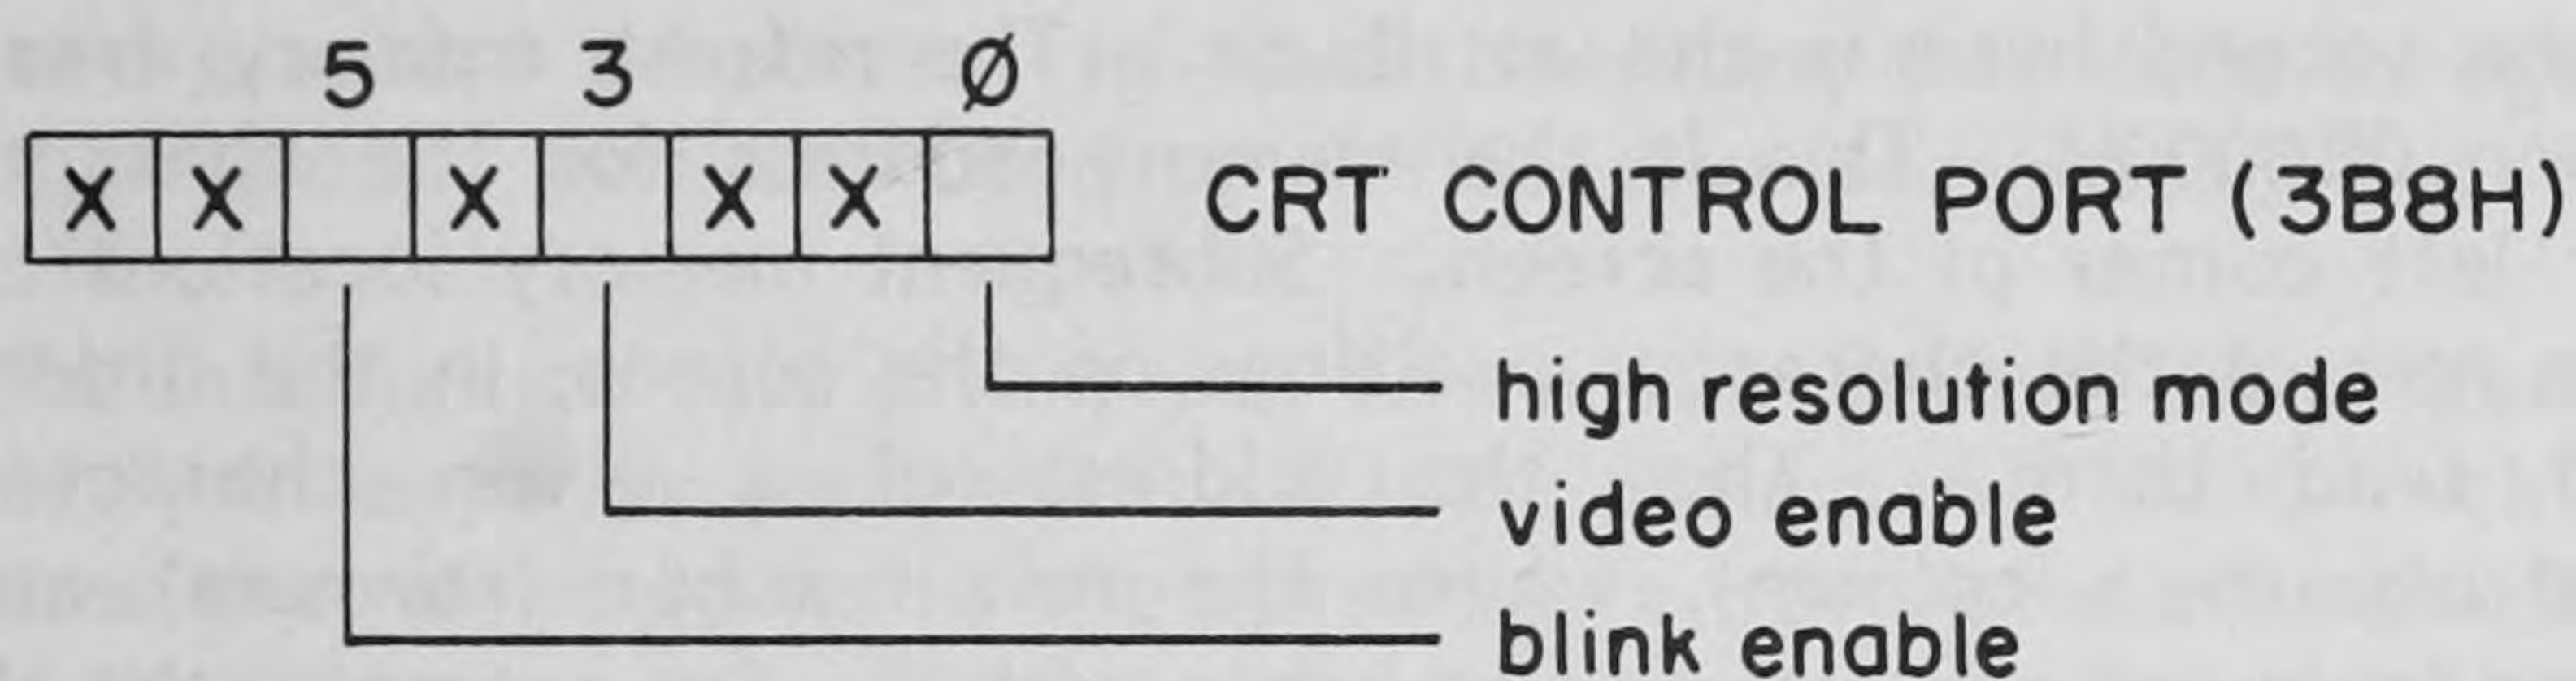 5 3 Ø
X X X X X CRT CONTROL PORT (3B8H)
high resolution mode
video enable
blink enable